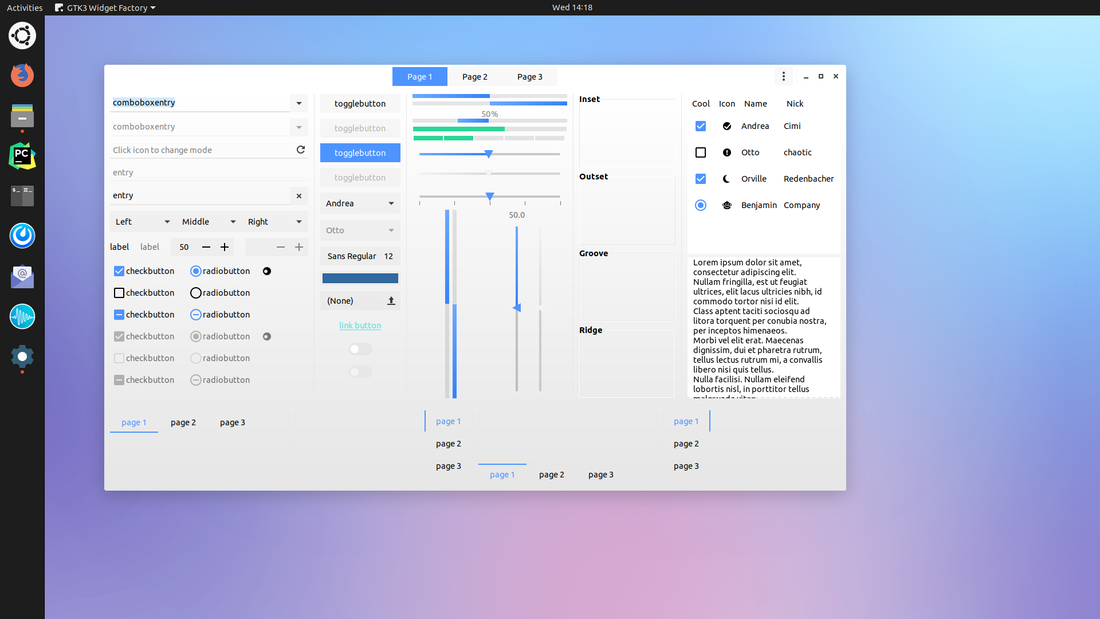 Activities
GTK3 Widget Factory
Wed 14:18
Page 1
Page 2
Page 3
comboboxentry
comboboxentry
Click icon to change mode
entry
entry
Left
Middle
Right
label
label
50
checkbutton
radiobutton
checkbutton
radiobutton
checkbutton
radiobutton
checkbutton
radiobutton
checkbutton
radiobutton
checkbutton
radiobutton
togglebutton
togglebutton
togglebutton
togglebutton
Andrea
Otto
Sans Regular 12
(None)
link button
50%
50.0
Inset
Outset
Groove
Ridge
Cool Icon Name Nick
Andrea Cimi
Otto chaotic
Orville Redenbacher
Benjamin Company
Lorem ipsum dolor sit amet,
consectetur adipiscing elit.
Nullam fringilla, est ut feugiat
ultrices, elit lacus ultricies nibh, id
commodo tortor nisi id elit.
Class aptent taciti sociosqu ad
litora torquent per conubia nostra,
per inceptos himenaeos.
Morbi vel elit erat. Maecenas
dignissim, dui et pharetra rutrum,
tellus lectus rutrum mi, a convallis
libero nisi quis tellus.
Nulla facilisi. Nullam eleifend
lobortis nisl, in porttitor tellus
page 1
page 2
page 3
page 1
page 2
page 3
page 1
page 2
page 3
page 1
page 2
page 3
PC